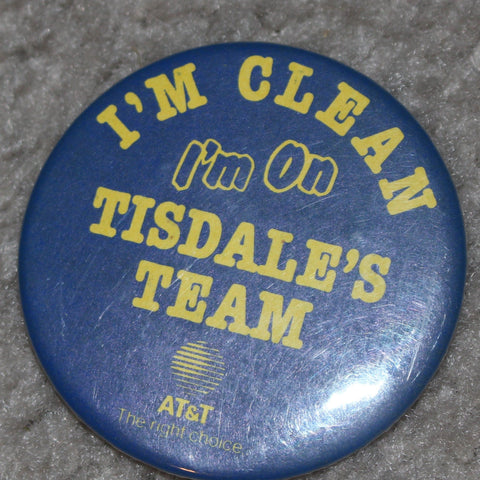 I'M CLEAN
I'm On
TISDALE'S
TEAM
AT&T
The right choice